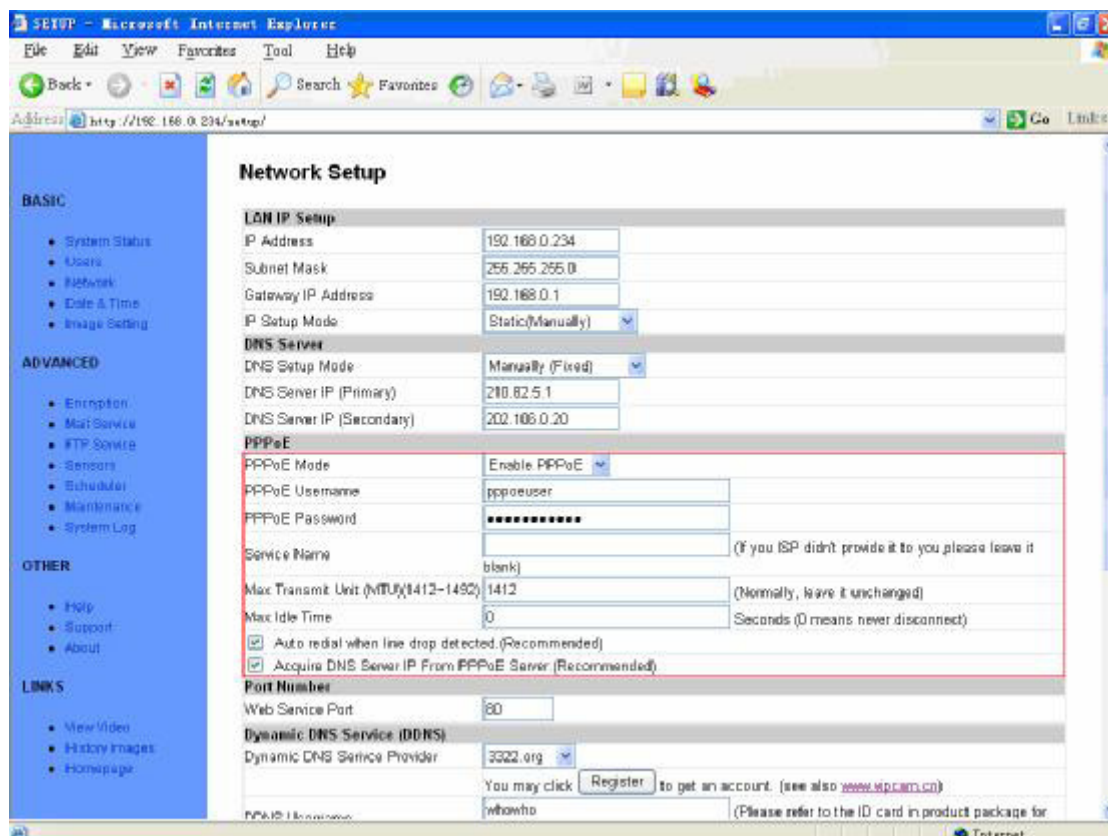 SETUP - Microsoft Internet Explorer
File Edit View Favorites Tool Help
Back Search Favorites
Address http://192.168.0.234/setup/ Go Links
Network Setup
BASIC
System Status
Users
Network
Date & Time
Image Setting
ADVANCED
Encryption
Mail Service
FTP Service
Sensors
Scheduler
Maintenance
System Log
OTHER
Help
Support
About
LINKS
View Video
History Images
Homepage
LAN IP Setup
IP Address 192.168.0.234
Subnet Mask 255.255.255.0
Gateway IP Address 192.168.0.1
IP Setup Mode Static(Manually)
DNS Server
DNS Setup Mode Manually (Fixed)
DNS Server IP (Primary) 210.82.5.1
DNS Server IP (Secondary) 202.106.0.20
PPPoE
PPPoE Mode Enable PPPoE
PPPoE Username pppoeuser
PPPoE Password •••••••••••
Service Name (If you ISP didn't provide it to you,please leave it
blank)
Max Transmit Unit (MTU)(1412~1492) 1412 (Normally, leave it unchanged)
Max Idle Time 0 Seconds (0 means never disconnect)
Auto redial when line drop detected.(Recommended)
Acquire DNS Server IP From PPPoE Server (Recommended)
Port Number
Web Service Port 80
Dynamic DNS Service (DDNS)
Dynamic DNS Serivce Provider 3322.org
You may click Register to get an account. (see also www.vipcam.cn)
DDNS Username whowho (Please refer to the ID card in product package for
Internet